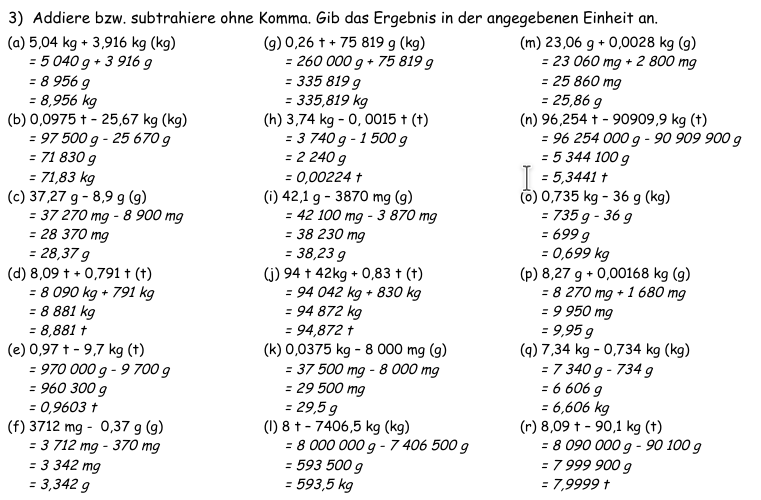 3) Addiere bzw. subtrahiere ohne Komma. Gib das Ergebnis in der angegebenen Einheit an.
(a) 5,04 kg + 3,916 kg (kg)
= 5 040 g + 3 916 g
= 8 956 g
= 8,956 kg
(b) 0,0975 t – 25,67 kg (kg)
= 97 500 g - 25 670 g
= 71 830 g
= 71,83 kg
(c) 37,27 g – 8,9 g (g)
= 37 270 mg - 8 900 mg
= 28 370 mg
= 28,37 g
(d) 8,09 t + 0,791 t (t)
= 8 090 kg + 791 kg
= 8 881 kg
= 8,881 t
(e) 0,97 t – 9,7 kg (t)
= 970 000 g - 9 700 g
= 960 300 g
= 0,9603 t
(f) 3712 mg - 0,37 g (g)
= 3 712 mg - 370 mg
= 3 342 mg
= 3,342 g
(g) 0,26 t + 75 819 g (kg)
= 260 000 g + 75 819 g
= 335 819 g
= 335,819 kg
(h) 3,74 kg – 0, 0015 t (t)
= 3 740 g - 1 500 g
= 2 240 g
= 0,00224 t
(i) 42,1 g – 3870 mg (g)
= 42 100 mg - 3 870 mg
= 38 230 mg
= 38,23 g
(j) 94 t 42kg + 0,83 t (t)
= 94 042 kg + 830 kg
= 94 872 kg
= 94,872 t
(k) 0,0375 kg – 8 000 mg (g)
= 37 500 mg - 8 000 mg
= 29 500 mg
= 29,5 g
(l) 8 t – 7406,5 kg (kg)
= 8 000 000 g - 7 406 500 g
= 593 500 g
= 593,5 kg
(m) 23,06 g + 0,0028 kg (g)
= 23 060 mg + 2 800 mg
= 25 860 mg
= 25,86 g
(n) 96,254 t – 90909,9 kg (t)
= 96 254 000 g - 90 909 900 g
= 5 344 100 g
= 5,3441 t
(o) 0,735 kg – 36 g (kg)
= 735 g - 36 g
= 699 g
= 0,699 kg
(p) 8,27 g + 0,00168 kg (g)
= 8 270 mg + 1 680 mg
= 9 950 mg
= 9,95 g
(q) 7,34 kg – 0,734 kg (kg)
= 7 340 g - 734 g
= 6 606 g
= 6,606 kg
(r) 8,09 t – 90,1 kg (t)
= 8 090 000 g - 90 100 g
= 7 999 900 g
= 7,9999 t